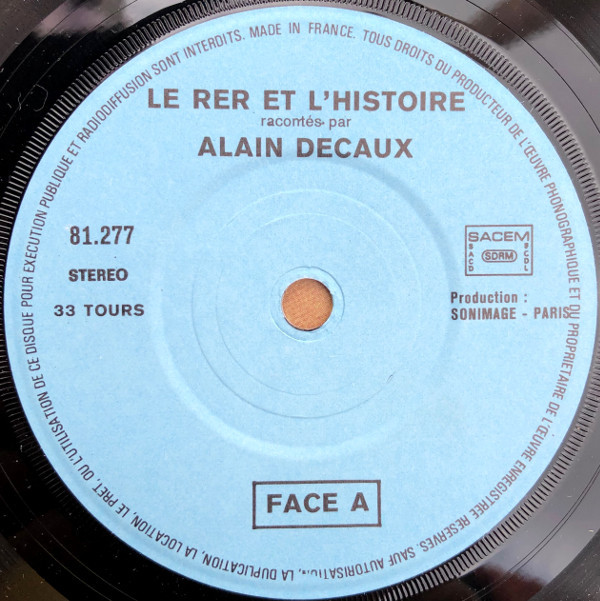 MADE IN FRANCE. TOUS DROITS DU PRODUCTEUR DE L'ŒUVRE PHONOGRAPHIQUE ET DU PROPRIETAIRE DE L'ŒUVRE ENREGISTREE RESERVES. SAUF AUTORISATION, LA DUPLICATION, LA LOCATION, LE PRET, OU L'UTILISATION DE CE DISQUE POUR EXECUTION PUBLIQUE ET RADIODIFFUSION SONT INTERDITS.
LE RER ET L'HISTOIRE
racontés par
ALAIN DECAUX
81.277
STEREO
33 TOURS
SACEM
SACD
SDRM
SCDL
Production :
SONIMAGE - PARIS
FACE A